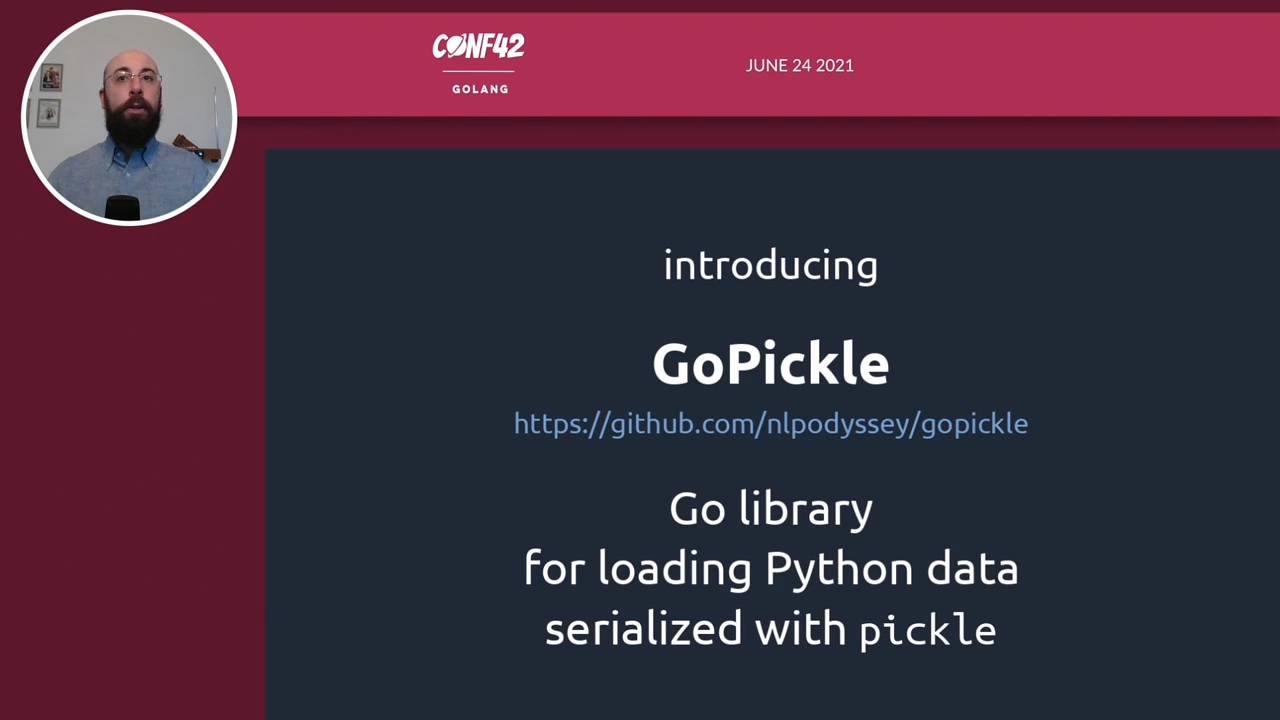 CONF42
GOLANG
JUNE 24 2021
introducing
GoPickle
https://github.com/nlpodyssey/gopickle
Go library
for loading Python data
serialized with pickle